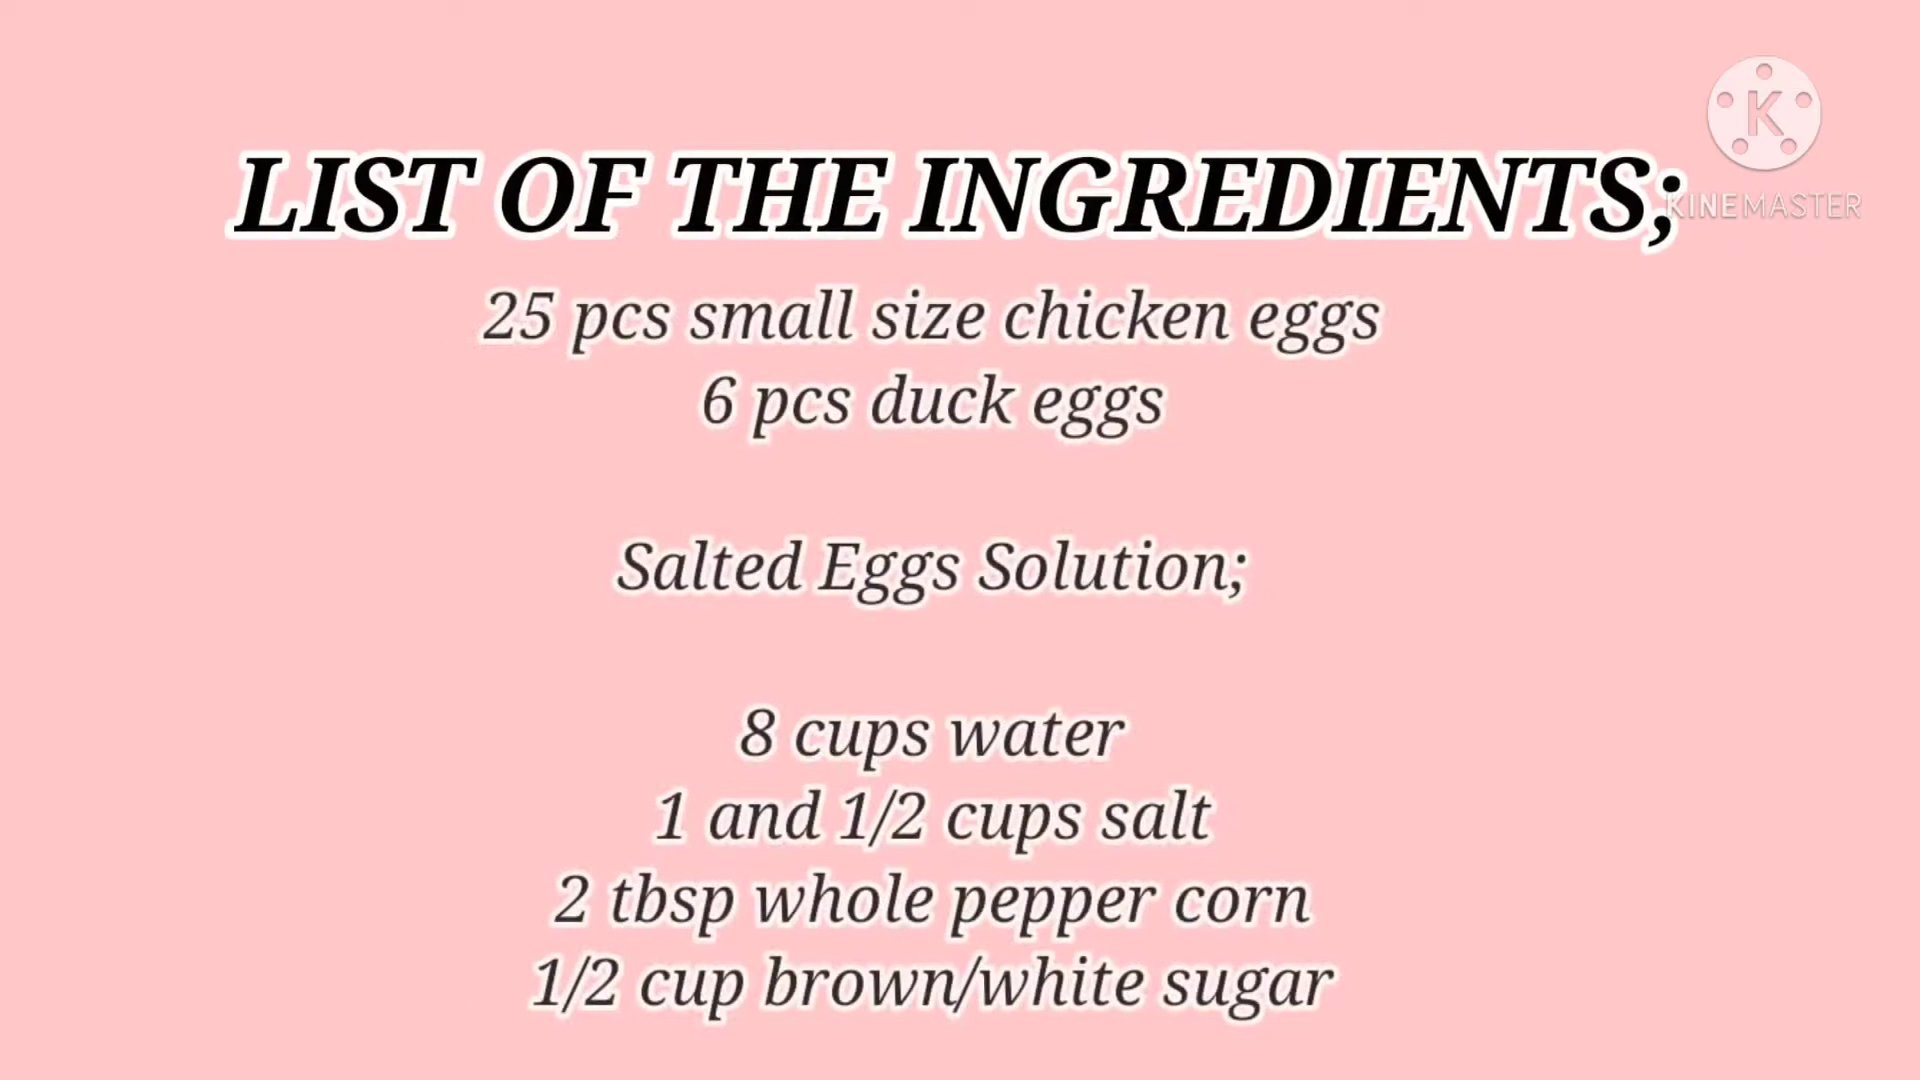 K
KINEMASTER
LIST OF THE INGREDIENTS;
25 pcs small size chicken eggs
6 pcs duck eggs
Salted Eggs Solution;
8 cups water
1 and 1/2 cups salt
2 tbsp whole pepper corn
1/2 cup brown/white sugar